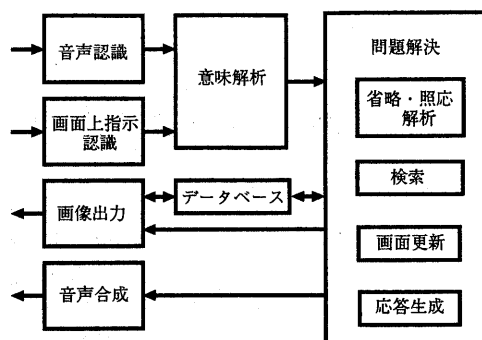 音声認識
意味解析
画面上指示
認識
画像出力
データベース
音声合成
問題解決
省略・照応
解析
検索
画面更新
応答生成